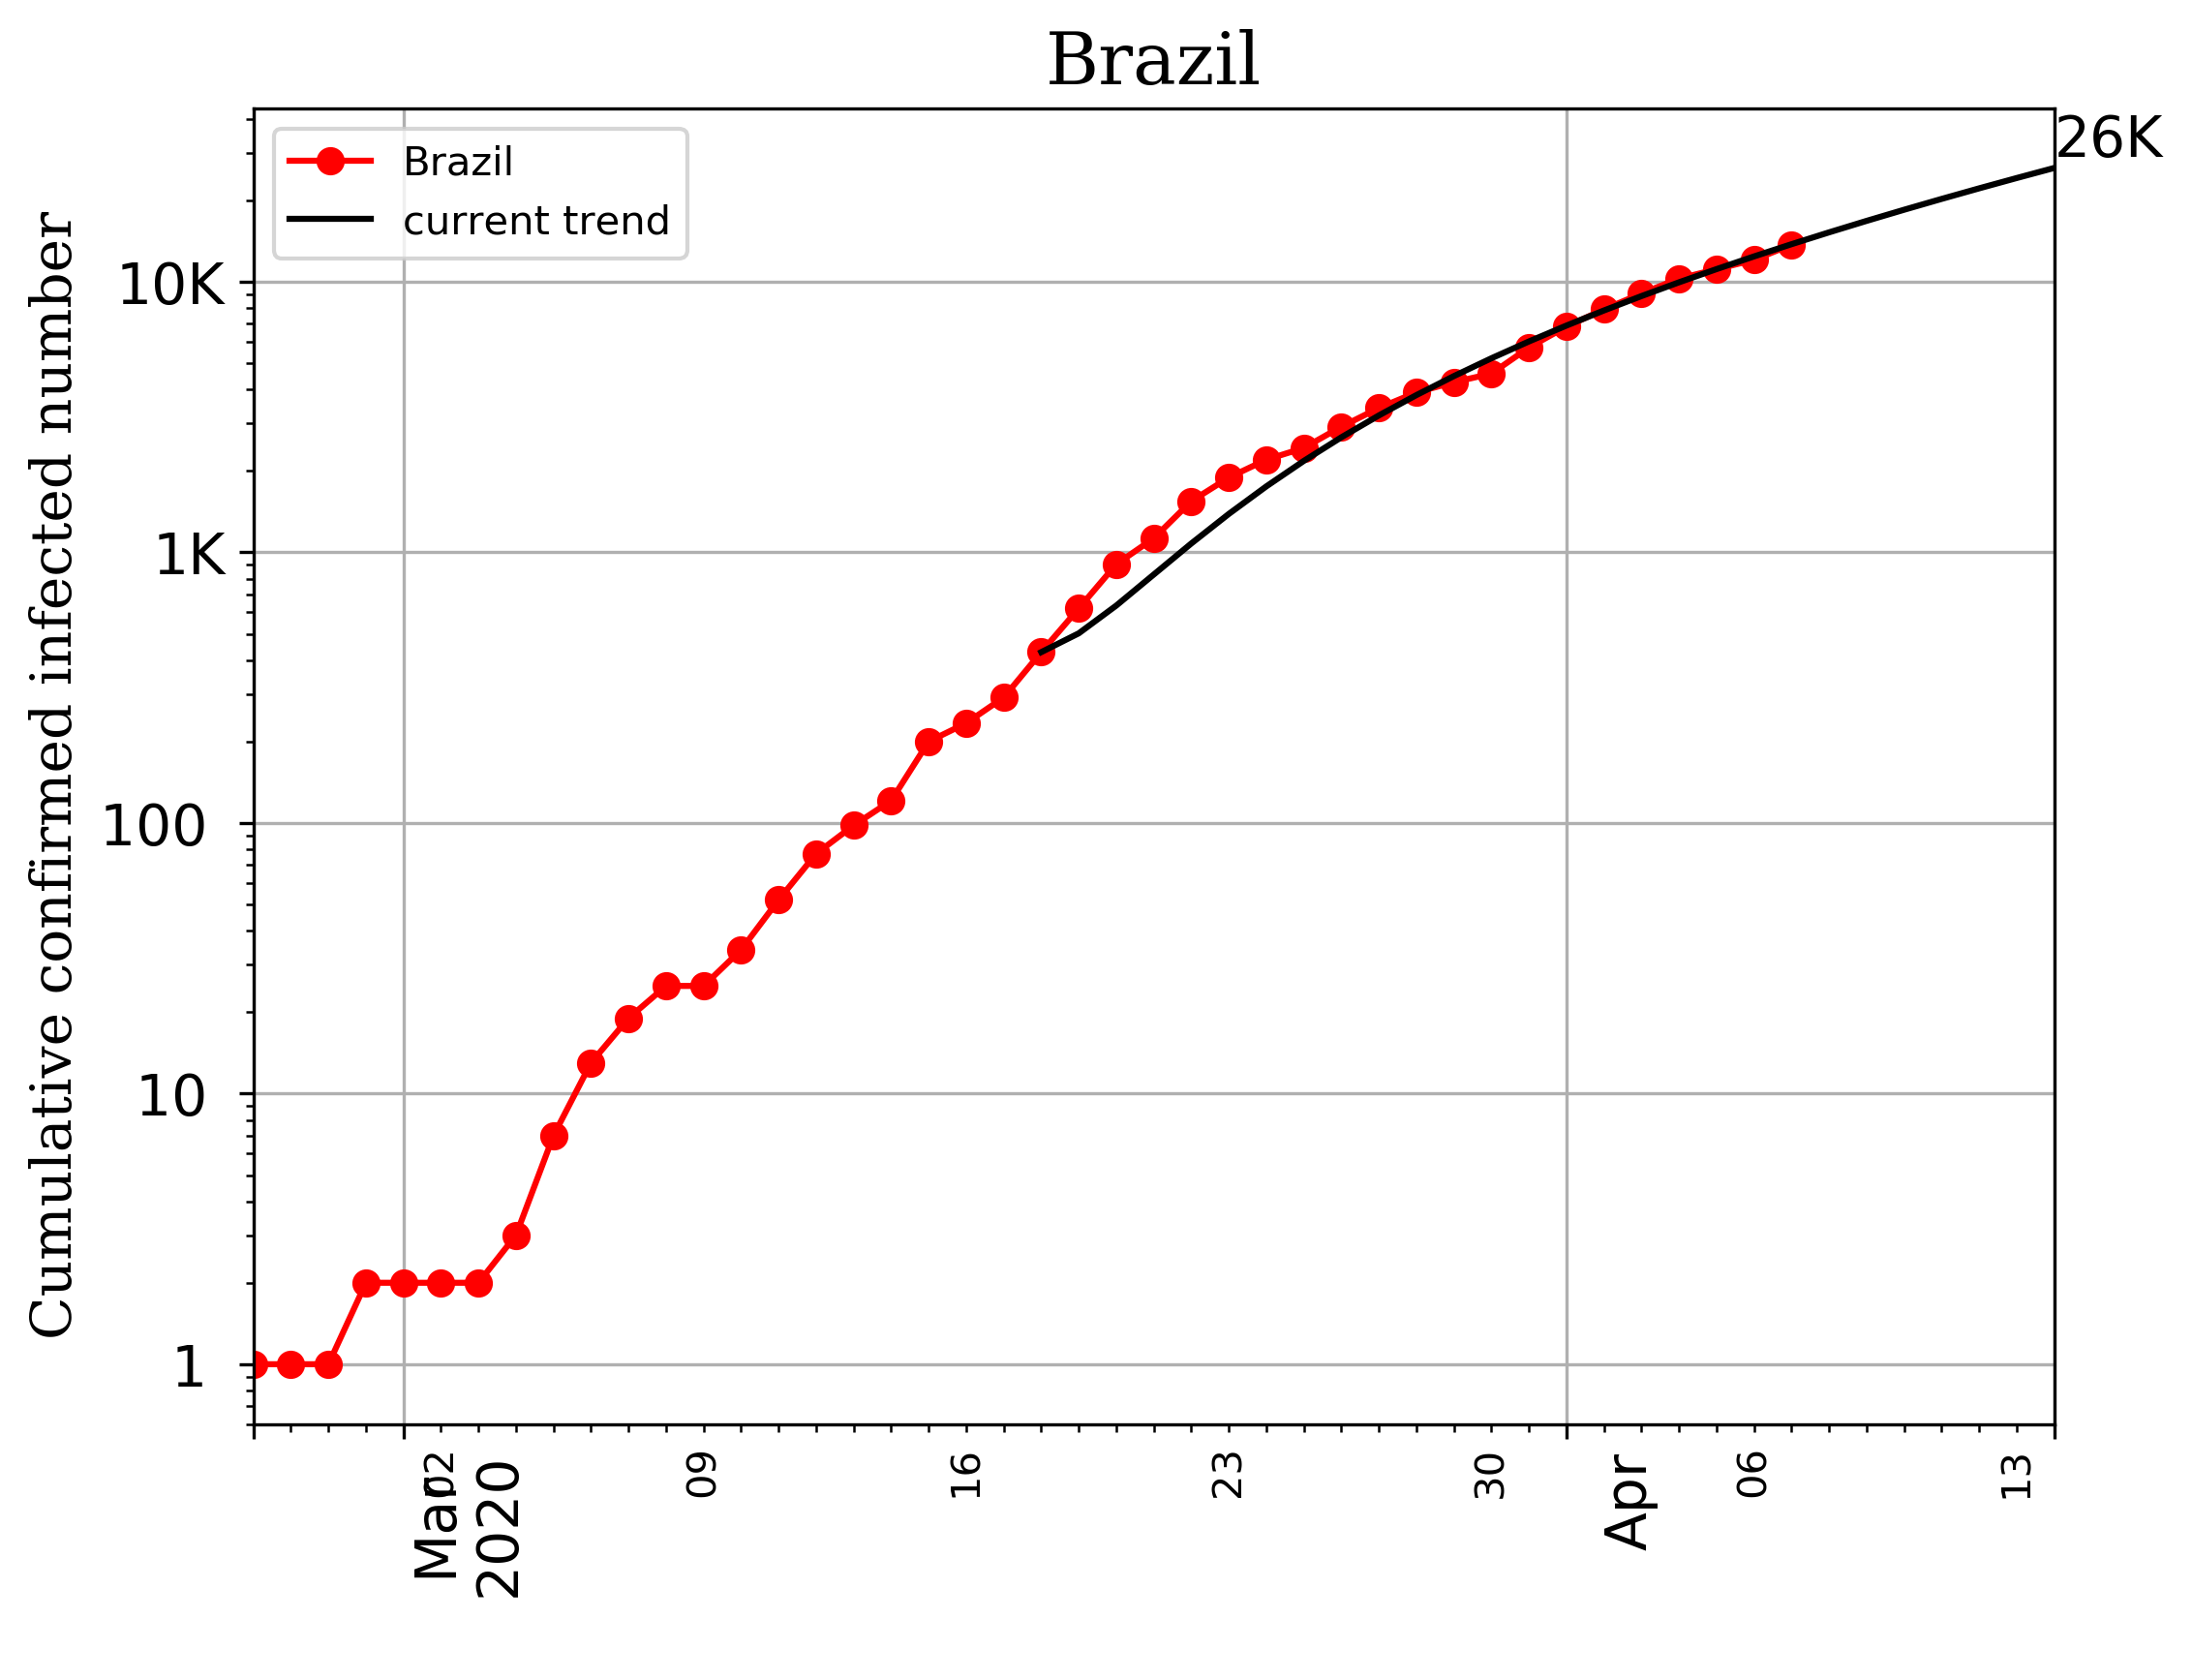 Brazil
Brazil
current trend
26K
Cumulative confirmed infected number
10K
1K
100
10
1
02
09
16
23
30
06
13
Mar
2020
Apr